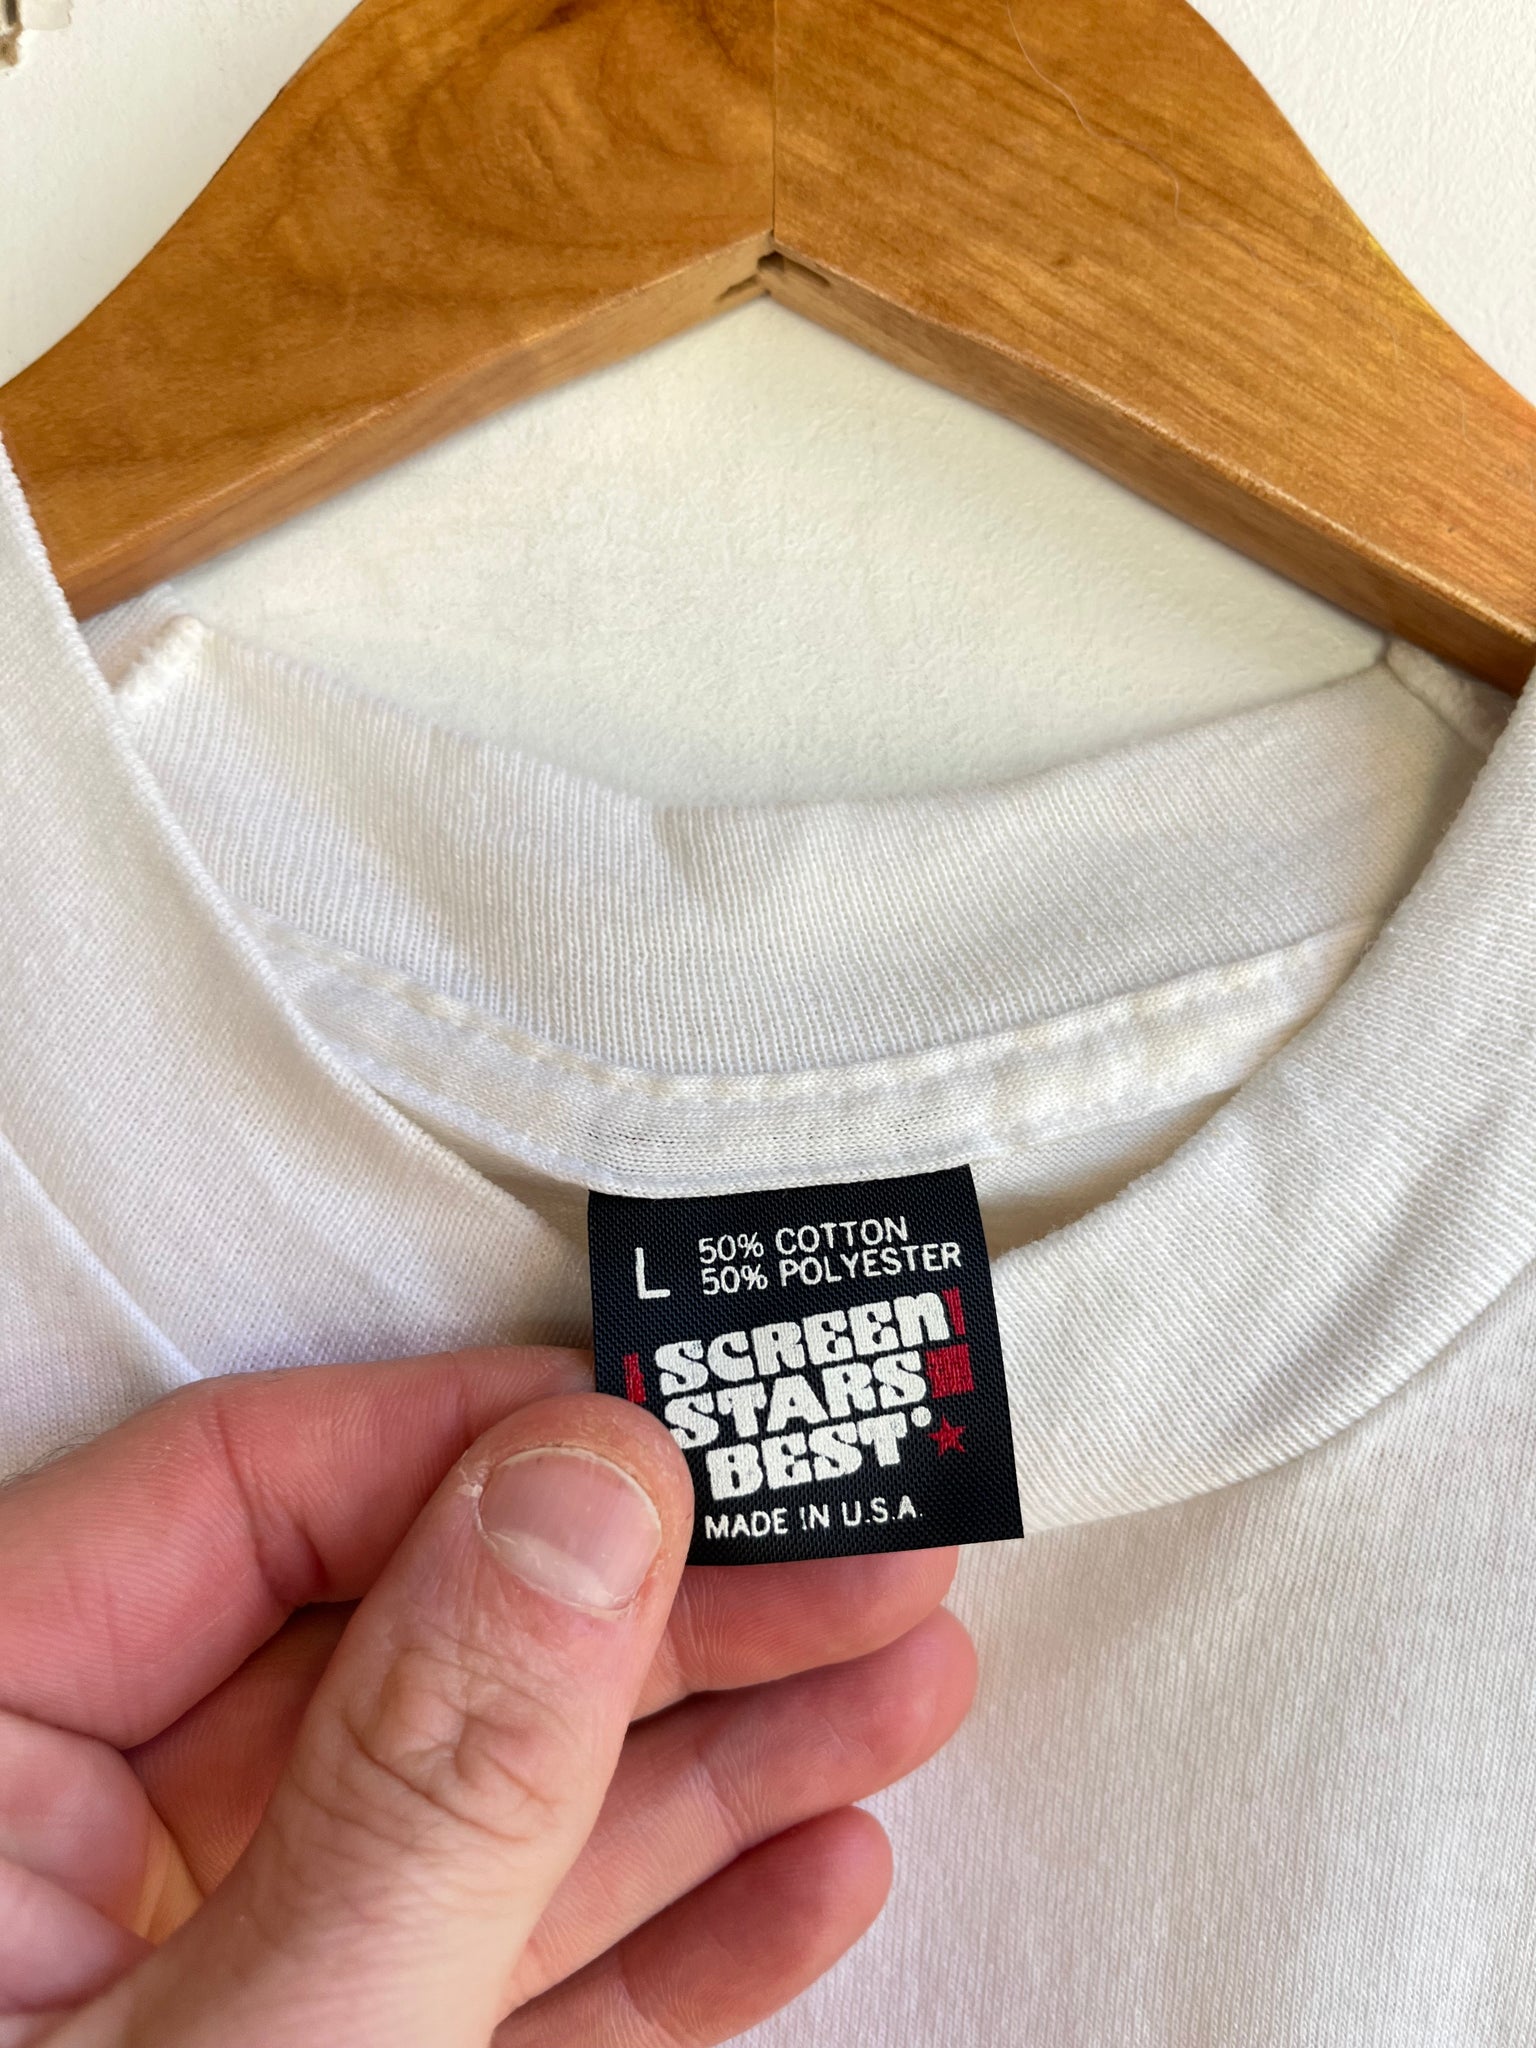 L
50% COTTON
50% POLYESTER
SCREEN
STARS
BEST®
MADE IN U.S.A.